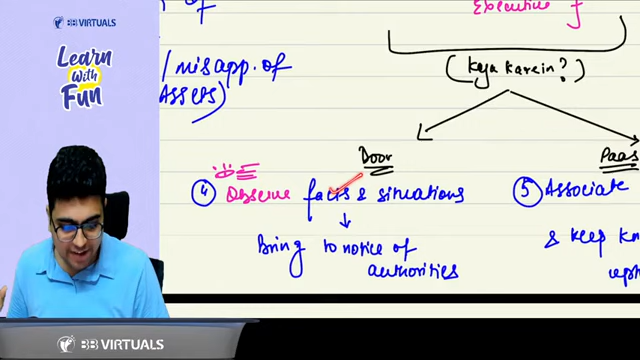 BB VIRTUALS
Learn
With
Fun
of
Executive f
/ misapp. of
ASSETS)
(Kya Karein?)
Door
Paas
④ Observe facts & situations
↓
Bring to notice of
authorities
⑤ Associate
& keep
BB VIRTUALS